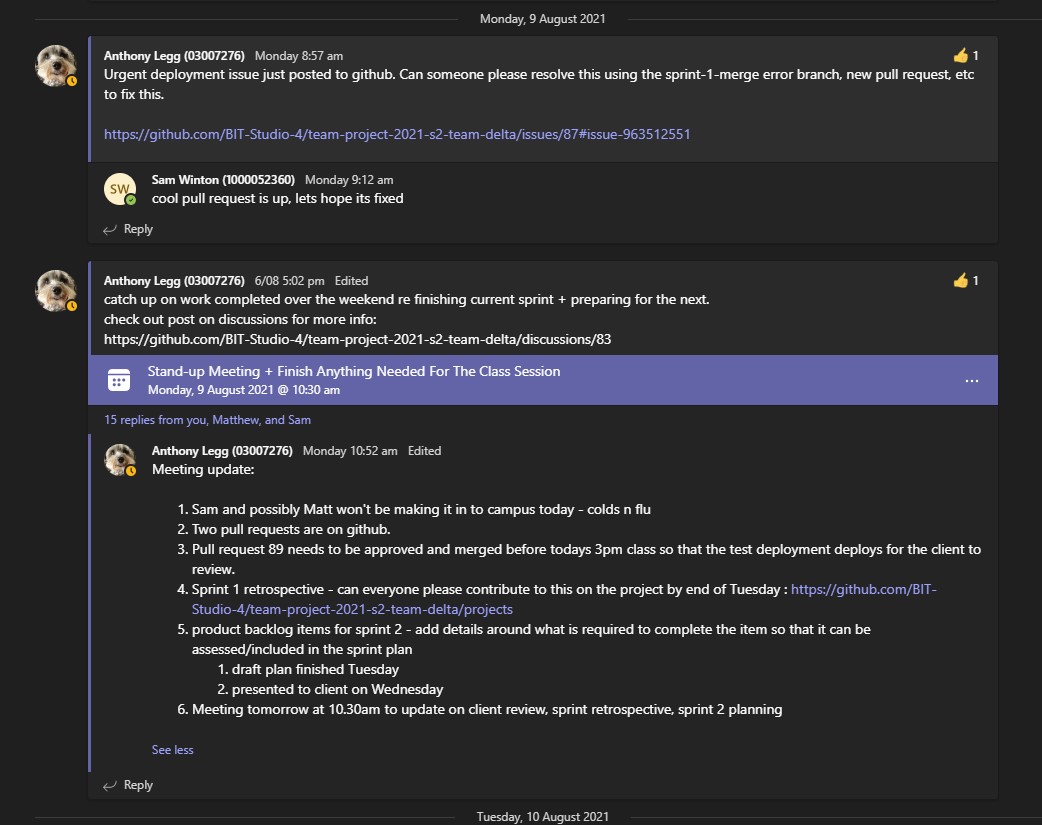 Monday, 9 August 2021
Anthony Legg (03007276) Monday 8:57 am
👍 1
Urgent deployment issue just posted to github. Can someone please resolve this using the sprint-1-merge error branch, new pull request, etc
to fix this.
https://github.com/BIT-Studio-4/team-project-2021-s2-team-delta/issues/87#issue-963512551
SW
Sam Winton (1000052360) Monday 9:12 am
cool pull request is up, lets hope its fixed
Reply
Anthony Legg (03007276) 6/08 5:02 pm Edited
👍 1
catch up on work completed over the weekend re finishing current sprint + preparing for the next.
check out post on discussions for more info:
https://github.com/BIT-Studio-4/team-project-2021-s2-team-delta/discussions/83
Stand-up Meeting + Finish Anything Needed For The Class Session
Monday, 9 August 2021 @ 10:30 am
...
15 replies from you, Matthew, and Sam
Anthony Legg (03007276) Monday 10:52 am Edited
Meeting update:
1. Sam and possibly Matt won't be making it in to campus today - colds n flu
2. Two pull requests are on github.
3. Pull request 89 needs to be approved and merged before todays 3pm class so that the test deployment deploys for the client to
review.
4. Sprint 1 retrospective - can everyone please contribute to this on the project by end of Tuesday : https://github.com/BIT-
Studio-4/team-project-2021-s2-team-delta/projects
5. product backlog items for sprint 2 - add details around what is required to complete the item so that it can be
assessed/included in the sprint plan
1. draft plan finished Tuesday
2. presented to client on Wednesday
6. Meeting tomorrow at 10.30am to update on client review, sprint retrospective, sprint 2 planning
See less
Reply
Tuesday, 10 August 2021